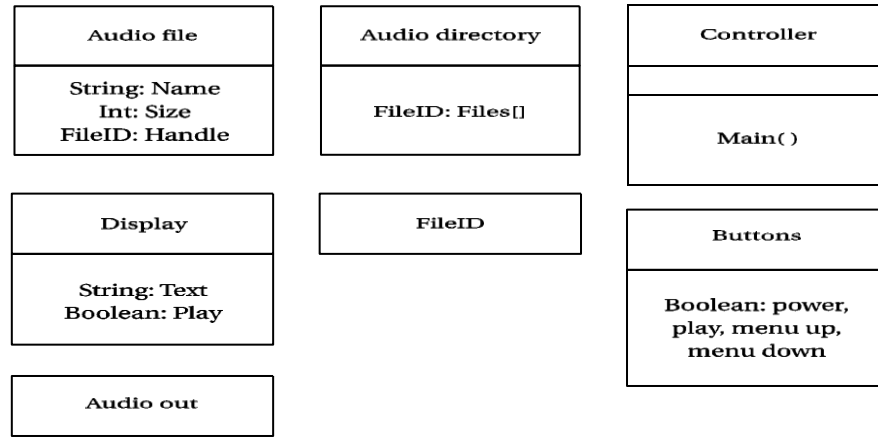 Audio file
String: Name
Int: Size
FileID: Handle
Audio directory
FileID: Files[]
Controller
Main( )
Display
String: Text
Boolean: Play
FileID
Buttons
Boolean: power,
play, menu up,
menu down
Audio out